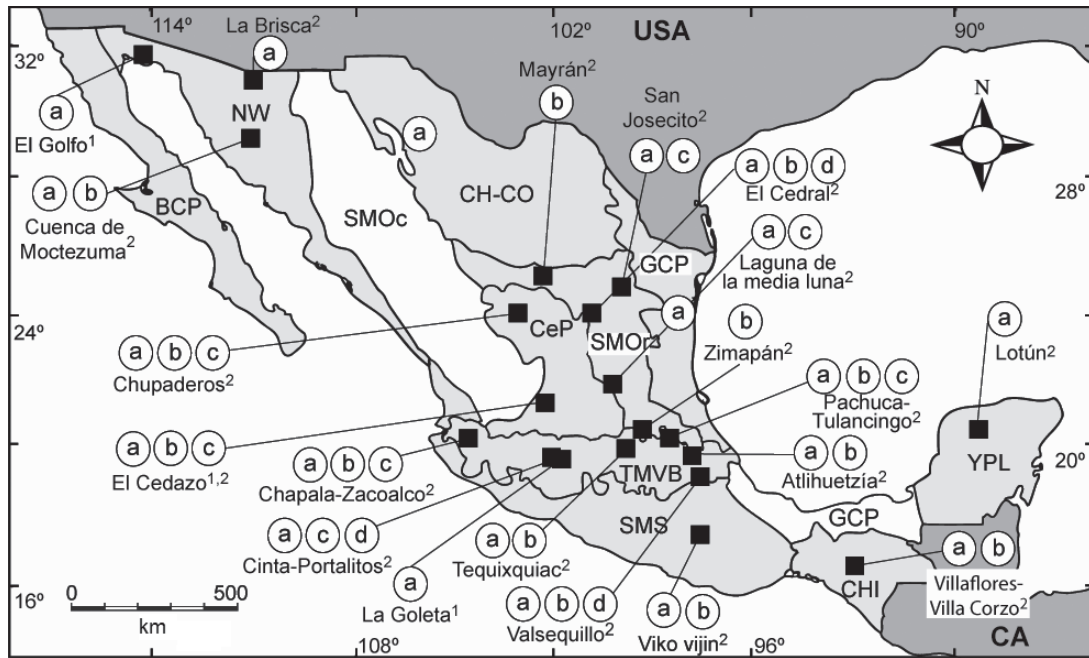 114º
La Brisca²
102º
USA
90º
32º
a
Mayrán²
N
b
San
Josecito²
NW
a
a
El Golfo¹
a c
a b d
El Cedral²
28º
CH-CO
a b
Cuenca de
Moctezuma²
BCP
SMOc
a c
Laguna de
la media luna²
GCP
24º
CeP
a
b
Zimapán²
a
Lotún²
SMOr
a b c
Chupaderos²
a b c
Pachuca-
Tulancingo²
a b c
El Cedazo¹,²
a b c
Chapala-Zacoalco²
TMVB
a b
Atlihuetzía²
YPL
20º
SMS
GCP
a c d
Cinta-Portalitos²
a b
Tequixquiac²
a b
Villaflores-
Villa Corzo²
CHI
16º
0 500
km
a
La Goleta¹
a b d
Valsequillo²
a b
Viko vijin²
CA
108º
96º